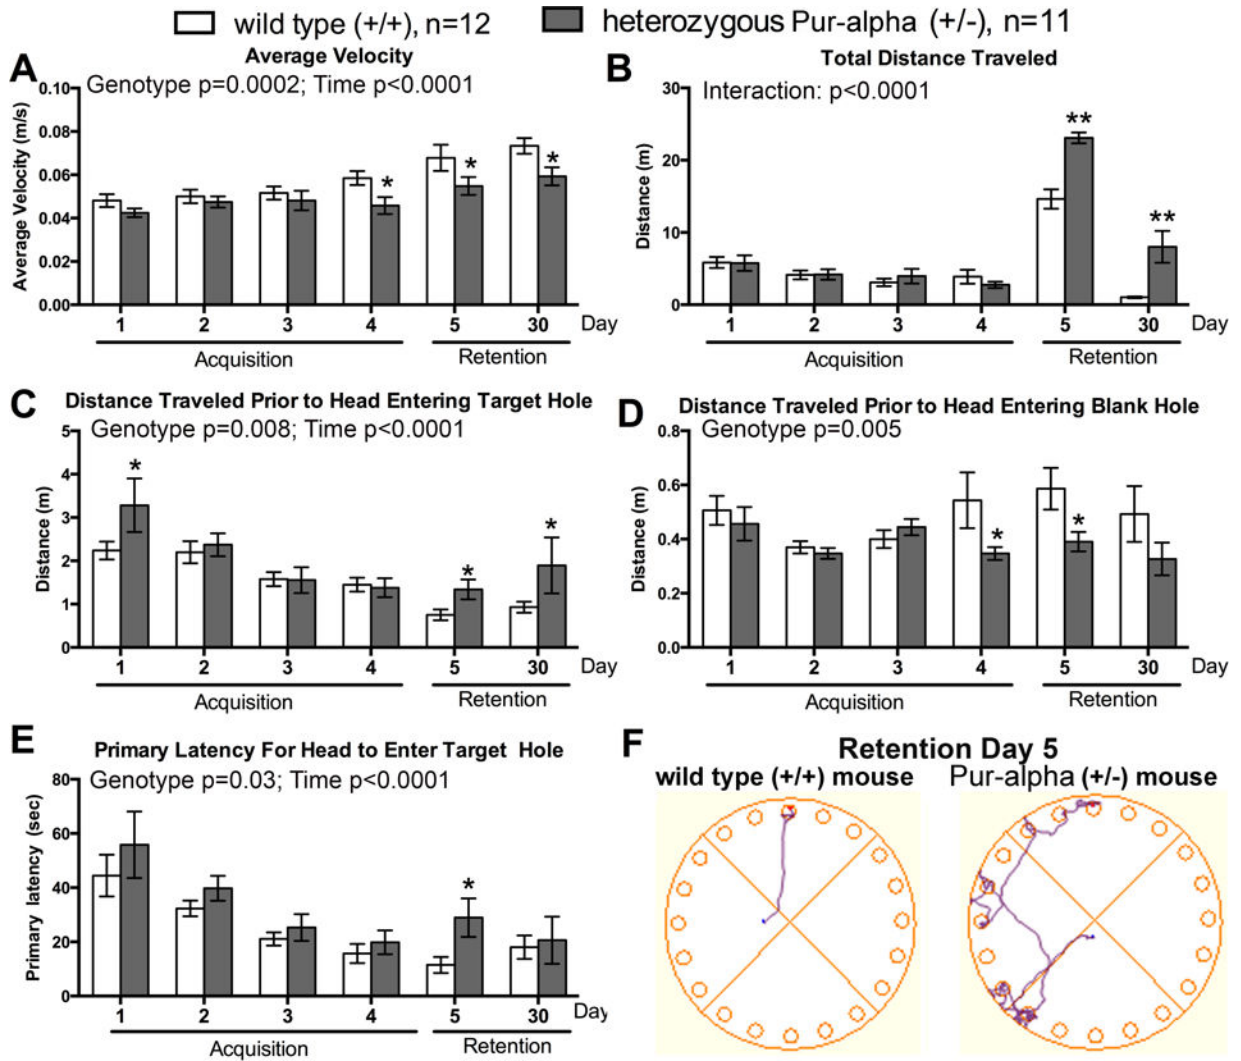 wild type (+/+), n=12
heterozygous Pur-alpha (+/-), n=11
A
Average Velocity
Genotype p=0.0002; Time p<0.0001
Average Velocity (m/s)
0.10
0.08
0.06
0.04
0.02
0.00
* * *
1 2 3 4 5 30 Day
Acquisition Retention
B
Total Distance Traveled
Interaction: p<0.0001
Distance (m)
30
20
10
0
** **
1 2 3 4 5 30 Day
Acquisition Retention
C
Distance Traveled Prior to Head Entering Target Hole
Genotype p=0.008; Time p<0.0001
Distance (m)
5
4
3
2
1
0
* * *
1 2 3 4 5 30 Day
Acquisition Retention
D
Distance Traveled Prior to Head Entering Blank Hole
Genotype p=0.005
Distance (m)
0.8
0.6
0.4
0.2
0.0
* *
1 2 3 4 5 30 Day
Acquisition Retention
E
Primary Latency For Head to Enter Target Hole
Genotype p=0.03; Time p<0.0001
Primary latency (sec)
80
60
40
20
0
*
1 2 3 4 5 30 Day
Acquisition Retention
F
Retention Day 5
wild type (+/+) mouse
Pur-alpha (+/-) mouse